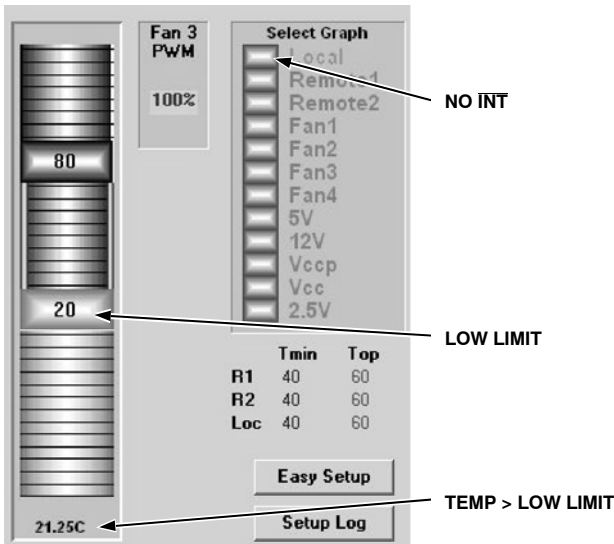 Fan 3
PWM
100%
Select Graph
Local
Remote1
Remote2
Fan1
Fan2
Fan3
Fan4
5V
12V
Vccp
Vcc
2.5V
NO INT
80
20
LOW LIMIT
Tmin Top
R1 40 60
R2 40 60
Loc 40 60
Easy Setup
Setup Log
21.25C
TEMP > LOW LIMIT